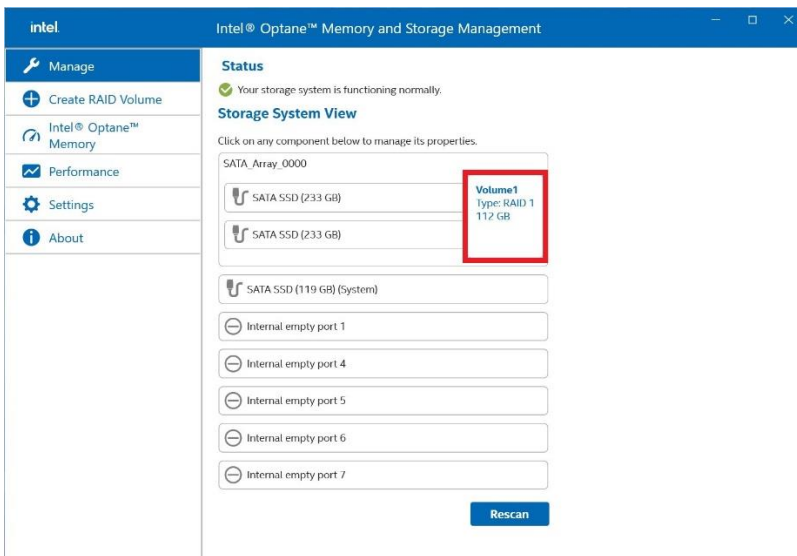 intel.
Intel® Optane™ Memory and Storage Management
Manage
Create RAID Volume
Intel® Optane™
Memory
Performance
Settings
About
Status
Your storage system is functioning normally.
Storage System View
Click on any component below to manage its properties.
SATA_Array_0000
SATA SSD (233 GB)
SATA SSD (233 GB)
Volume1
Type: RAID 1
112 GB
SATA SSD (119 GB) (System)
Internal empty port 1
Internal empty port 4
Internal empty port 5
Internal empty port 6
Internal empty port 7
Rescan